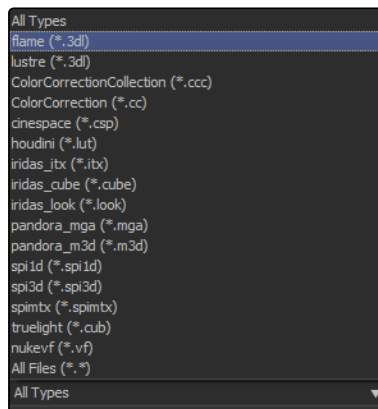 All Types
flame (*.3dl)
lustre (*.3dl)
ColorCorrectionCollection (*.ccc)
ColorCorrection (*.cc)
cinespace (*.csp)
houdini (*.lut)
iridas_itx (*.itx)
iridas_cube (*.cube)
iridas_look (*.look)
pandora_mga (*.mga)
pandora_m3d (*.m3d)
spi1d (*.spi1d)
spi3d (*.spi3d)
spimtx (*.spimtx)
truelight (*.cub)
nukevf (*.vf)
All Files (*.*)
All Types